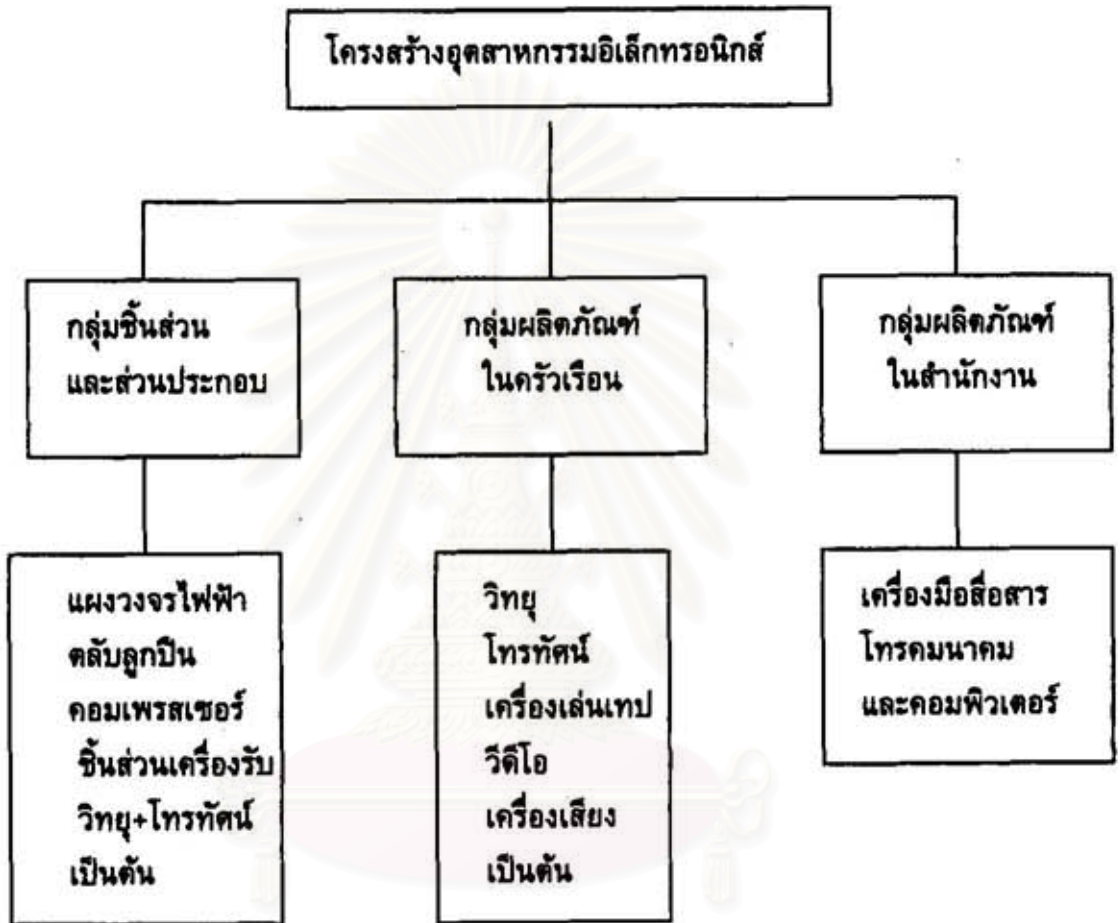 โครงสร้างอุตสาหกรรมอิเล็กทรอนิกส์
กลุ่มชิ้นส่วน
และส่วนประกอบ
กลุ่มผลิตภัณฑ์
ในครัวเรือน
กลุ่มผลิตภัณฑ์
ในสำนักงาน
แผงวงจรไฟฟ้า
ตลับลูกปืน
คอมเพรสเซอร์
ชิ้นส่วนเครื่องรับ
วิทยุ+โทรทัศน์
เป็นต้น
วิทยุ
โทรทัศน์
เครื่องเล่นเทป
วีดีโอ
เครื่องเสียง
เป็นต้น
เครื่องมือสื่อสาร
โทรคมนาคม
และคอมพิวเตอร์